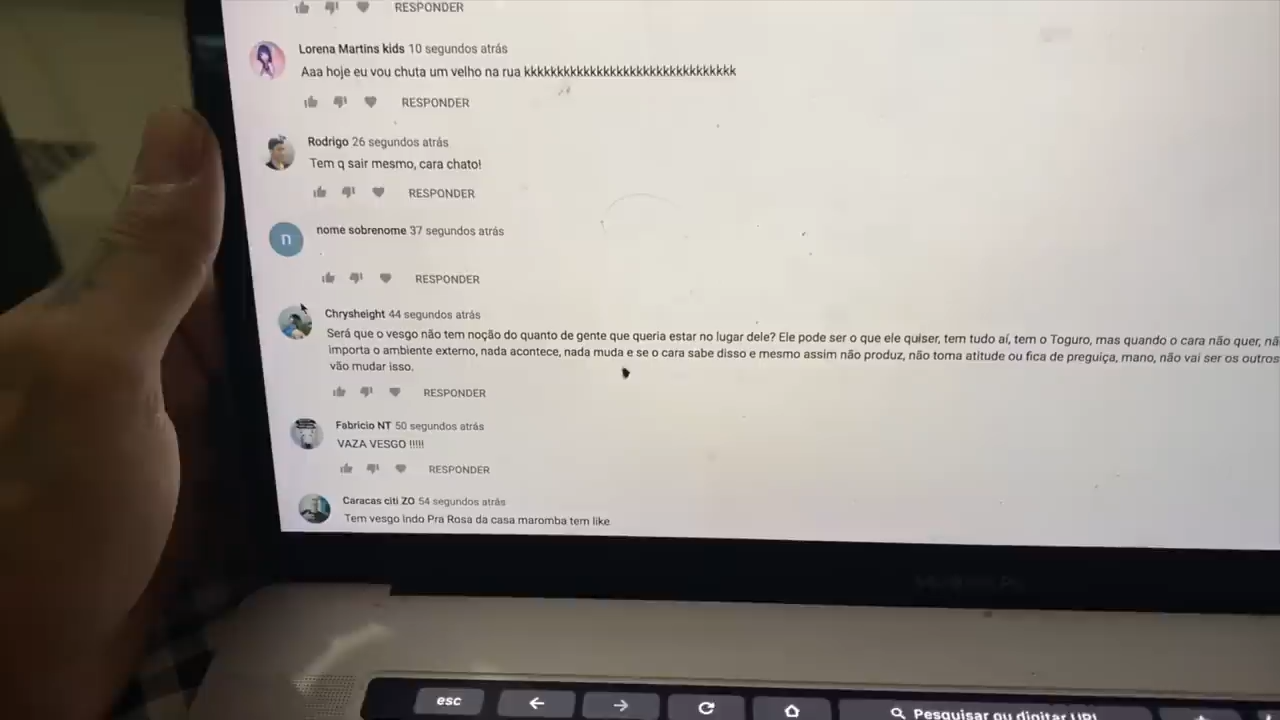 RESPONDER
Lorena Martins kids 10 segundos atrás
Aaa hoje eu vou chuta um velho na rua kkkkkkkkkkkkkkkkkkkkkkkkkkkkkkkk
RESPONDER
Rodrigo 26 segundos atrás
Tem q sair mesmo, cara chato!
RESPONDER
n
nome sobrenome 37 segundos atrás
.
RESPONDER
Chrysheight 44 segundos atrás
Será que o vesgo não tem noção do quanto de gente que queria estar no lugar dele? Ele pode ser o que ele quiser, tem tudo aí, tem o Toguro, mas quando o cara não quer, nã
importa o ambiente externo, nada acontece, nada muda e se o cara sabe disso e mesmo assim não produz, não toma atitude ou fica de preguiça, mano, não vai ser os outros
vão mudar isso.
RESPONDER
Fabricio NT 50 segundos atrás
VAZA VESGO !!!!!
RESPONDER
Caracas citi ZO 54 segundos atrás
Tem vesgo indo Pra Rosa da casa maromba tem like
esc
Pesquisar ou digitar URL